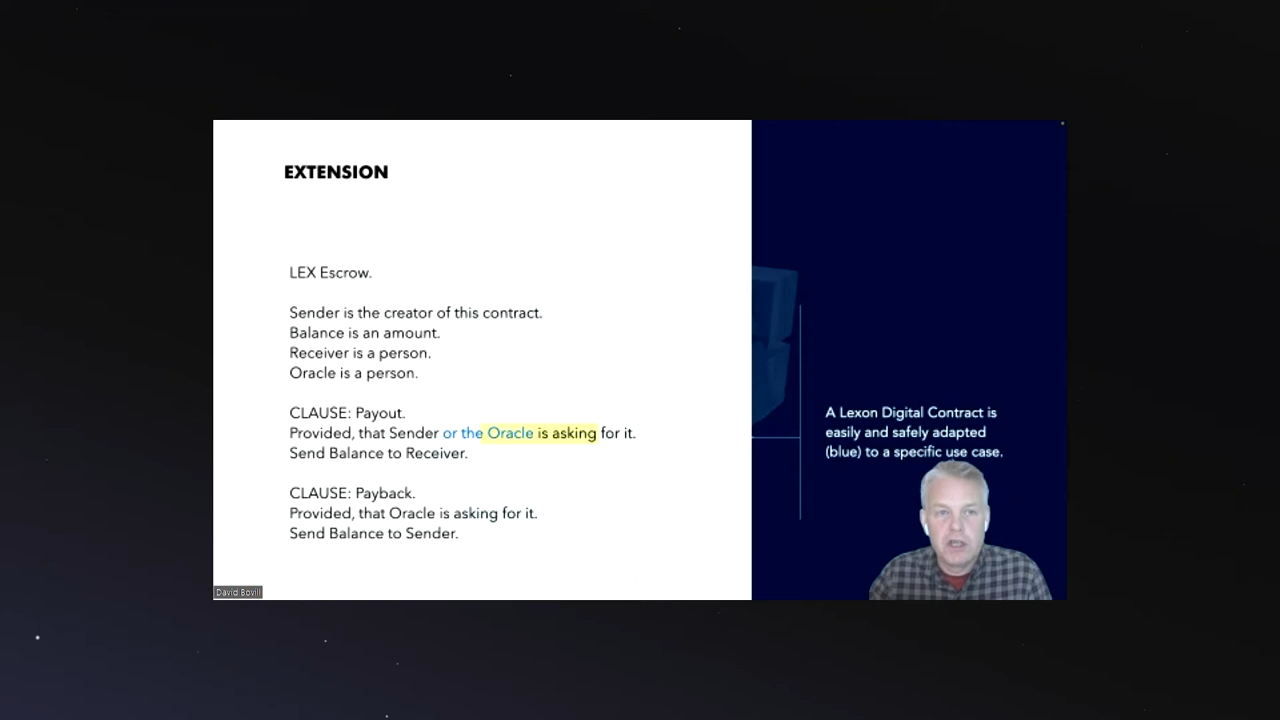 EXTENSION
LEX Escrow.
Sender is the creator of this contract.
Balance is an amount.
Receiver is a person.
Oracle is a person.
CLAUSE: Payout.
Provided, that Sender or the Oracle is asking for it.
Send Balance to Receiver.
CLAUSE: Payback.
Provided, that Oracle is asking for it.
Send Balance to Sender.
A Lexon Digital Contract is
easily and safely adapted
(blue) to a specific use case.
David Bovill